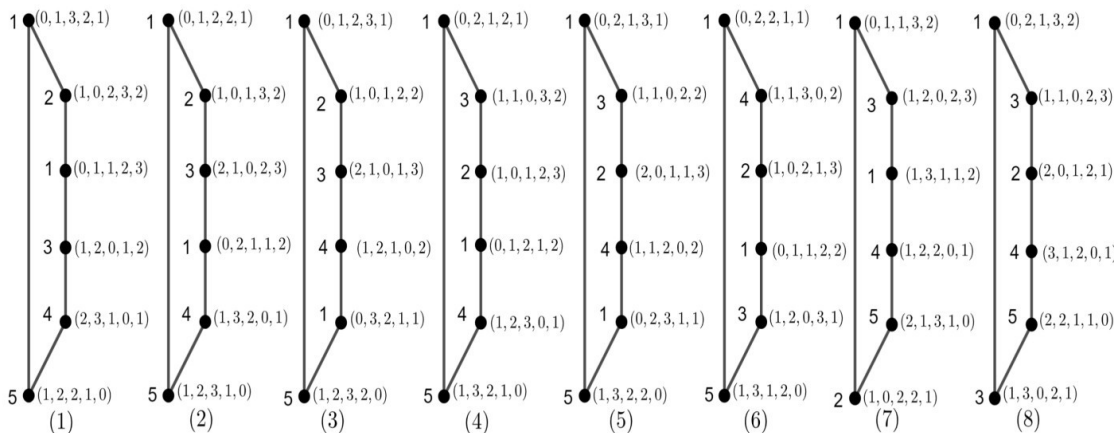 1 (0,1,3,2,1) 1 (0,1,2,2,1) 1 (0,1,2,3,1) 1 (0,2,1,2,1) 1 (0,2,1,3,1) 1 (0,2,2,1,1) 1 (0,1,1,3,2) 1 (0,2,1,3,2)
2 (1,0,2,3,2) 2 (1,0,1,3,2) 2 (1,0,1,2,2) 3 (1,1,0,3,2) 3 (1,1,0,2,2) 4 (1,1,3,0,2) 3 (1,2,0,2,3) 3 (1,1,0,2,3)
1 (0,1,1,2,3) 3 (2,1,0,2,3) 3 (2,1,0,1,3) 2 (1,0,1,2,3) 2 (2,0,1,1,3) 2 (1,0,2,1,3) 1 (1,3,1,1,2) 2 (2,0,1,2,1)
3 (1,2,0,1,2) 1 (0,2,1,1,2) 4 (1,2,1,0,2) 1 (0,1,2,1,2) 4 (1,1,2,0,2) 1 (0,1,1,2,2) 4 (1,2,2,0,1) 4 (3,1,2,0,1)
4 (2,3,1,0,1) 4 (1,3,2,0,1) 1 (0,3,2,1,1) 4 (1,2,3,0,1) 1 (0,2,3,1,1) 3 (1,2,0,3,1) 5 (2,1,3,1,0) 5 (2,2,1,1,0)
5 (1,2,2,1,0) 5 (1,2,3,1,0) 5 (1,2,3,2,0) 5 (1,3,2,1,0) 5 (1,3,2,2,0) 5 (1,3,1,2,0) 2 (1,0,2,2,1) 3 (1,3,0,2,1)
(1) (2) (3) (4) (5) (6) (7) (8)